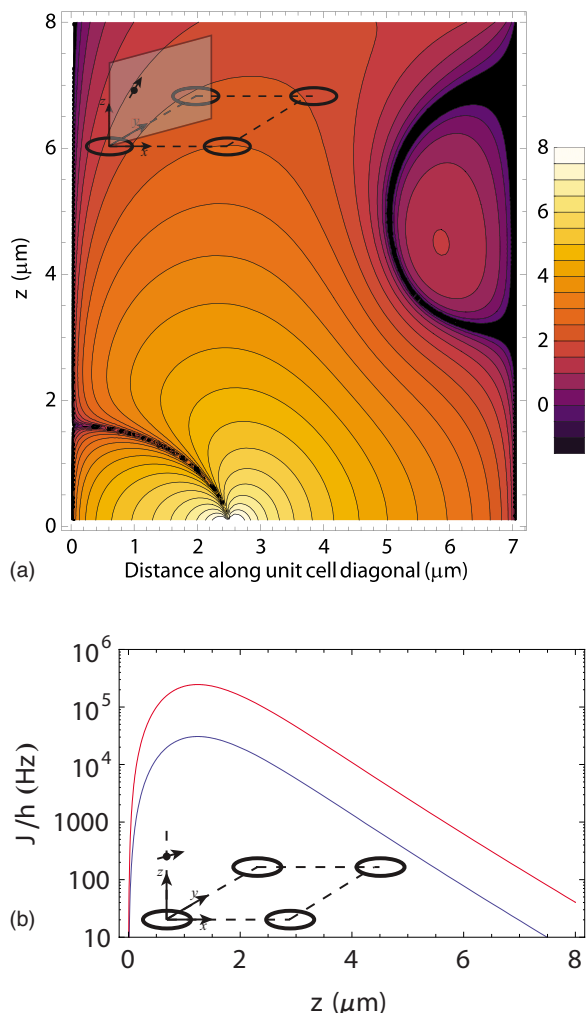 8
6
4
2
0
z (μm)
z
y
x
0 1 2 3 4 5 6 7
Distance along unit cell diagonal (μm)
8
6
4
2
0
(a)
10^6
10^5
10^4
1000
100
10
J/h (Hz)
z
y
x
0 2 4 6 8
z (μm)
(b)